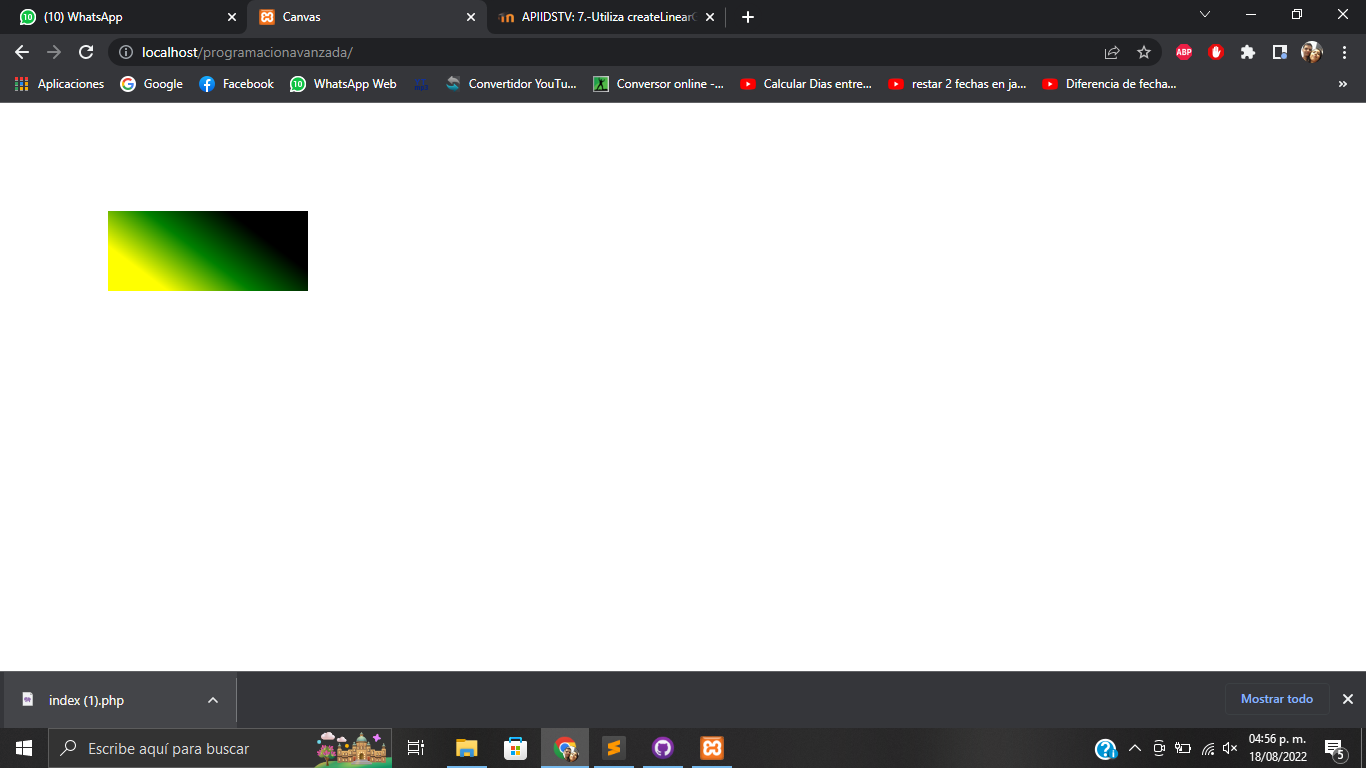 (10) WhatsApp
Canvas
APIIDSTV: 7.-Utiliza createLinear
localhost/programacionavanzada/
ABP
Aplicaciones
Google
Facebook
10 WhatsApp Web
Convertidor YouTu...
Conversor online -...
Calcular Dias entre...
restar 2 fechas en ja...
Diferencia de fecha...
»
index (1).php
Mostrar todo
Escribe aquí para buscar
04:56 p. m.
18/08/2022
5